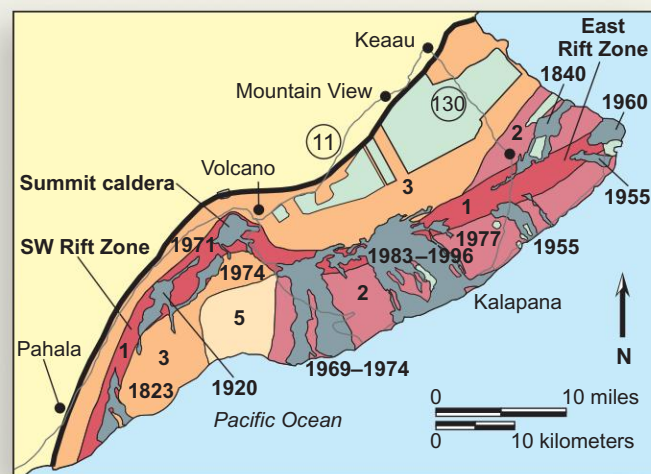 Keaau
East
Rift Zone
1840
1960
Mountain View
130
11
2
Volcano
3
Summit caldera
1
1955
SW Rift Zone
1971
1977
1955
1974
1983–1996
5
2
Kalapana
N
Pahala
1
3
1823
1920
1969–1974
Pacific Ocean
0 10 miles
0 10 kilometers